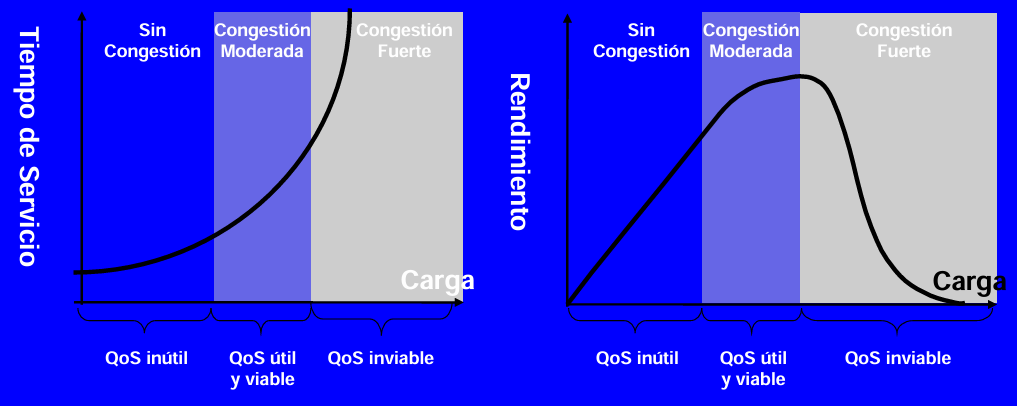 Tiempo de Servicio
Sin
Congestión
Congestión
Moderada
Congestión
Fuerte
Carga
QoS inútil
QoS útil
y viable
QoS inviable
Rendimiento
Sin
Congestión
Congestión
Moderada
Congestión
Fuerte
Carga
QoS inútil
QoS útil
y viable
QoS inviable